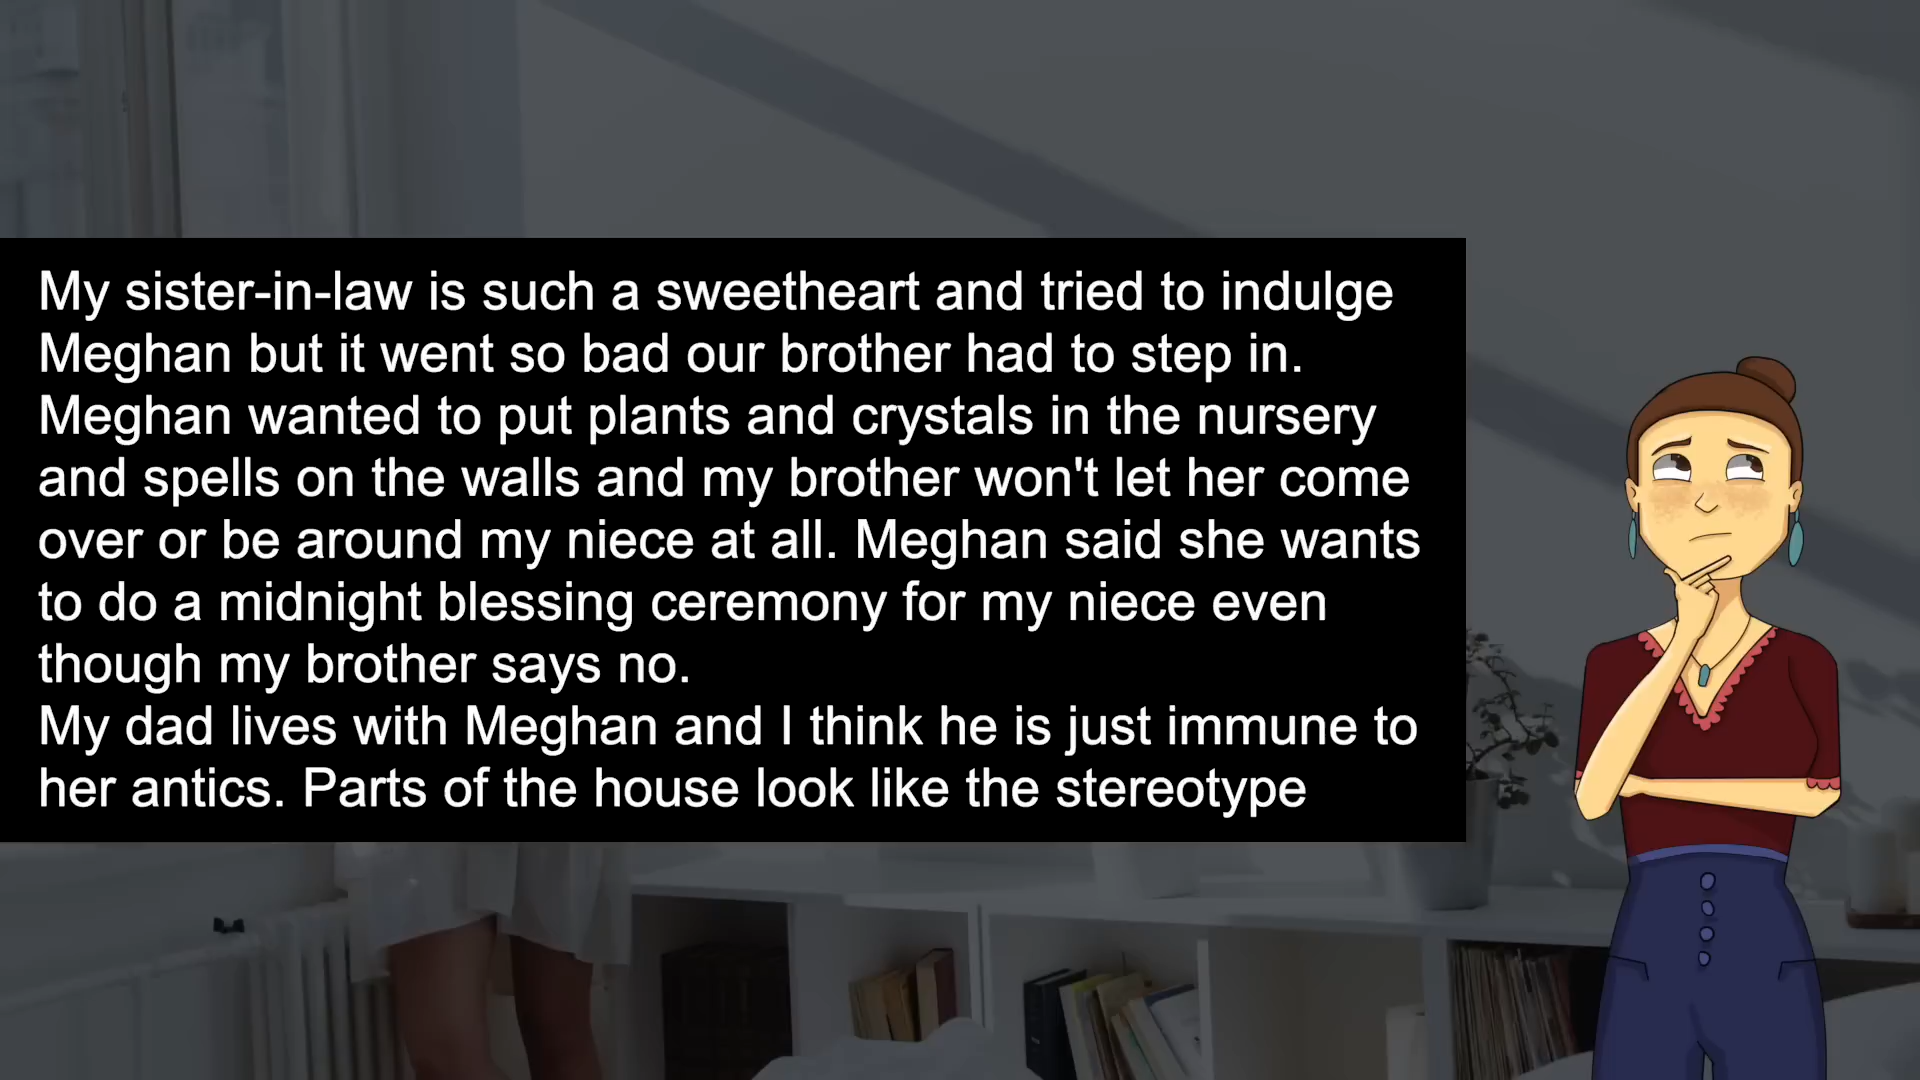 My sister-in-law is such a sweetheart and tried to indulge
Meghan but it went so bad our brother had to step in.
Meghan wanted to put plants and crystals in the nursery
and spells on the walls and my brother won't let her come
over or be around my niece at all. Meghan said she wants
to do a midnight blessing ceremony for my niece even
though my brother says no.
My dad lives with Meghan and I think he is just immune to
her antics. Parts of the house look like the stereotype